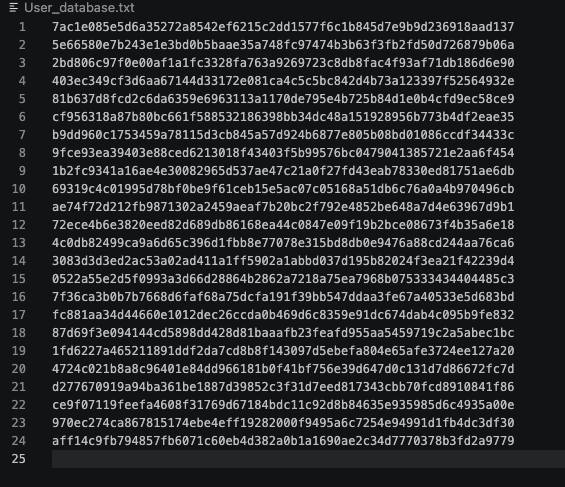 User_database.txt
1 7ac1e085e5d6a35272a8542ef6215c2dd1577f6c1b845d7e9b9d236918aad137
2 5e66580e7b243e1e3bd0b5baae35a748fc97474b3b63f3fb2fd50d726879b06a
3 2bd806c97f0e00af1a1fc3328fa763a9269723c8db8fac4f93af71db186d6e90
4 403ec349cf3d6aa67144d33172e081ca4c5c5bc842d4b73a123397f52564932e
5 81b637d8fcd2c6da6359e6963113a1170de795e4b725b84d1e0b4cfd9ec58ce9
6 cf956318a87b80bc661f588532186398bb34dc48a151928956b773b4df2eae35
7 b9dd960c1753459a78115d3cb845a57d924b6877e805b08bd01086ccdf34433c
8 9fce93ea39403e88ced6213018f43403f5b99576bc0479041385721e2aa6f454
9 1b2fc9341a16ae4e30082965d537ae47c21a0f27fd43eab78330ed81751ae6db
10 69319c4c01995d78bf0be9f61ceb15e5ac07c05168a51db6c76a0a4b970496cb
11 ae74f72d212fb9871302a2459aeaf7b20bc2f792e4852be648a7d4e63967d9b1
12 72ece4b6e3820eed82d689db86168ea44c0847e09f19b2bce08673f4b35a6e18
13 4c0db82499ca9a6d65c396d1fbb8e77078e315bd8db0e9476a88cd244aa76ca6
14 3083d3d3ed2ac53a02ad411a1ff5902a1abbd037d195b82024f3ea21f42239d4
15 0522a55e2d5f0993a3d66d28864b2862a7218a75ea7968b075333434404485c3
16 7f36ca3b0b7b7668d6faf68a75dcfa191f39bb547ddaa3fe67a40533e5d683bd
17 fc881aa34d44660e1012dec26ccda0b469d6c8359e91dc674dab4c095b9fe832
18 87d69f3e094144cd5898dd428d81baaafb23feafd955aa5459719c2a5abec1bc
19 1fd6227a465211891ddf2da7cd8b8f143097d5ebefa804e65afe3724ee127a20
20 4724c021b8a8c96401e84dd966181b0f41bf756e39d647d0c131d7d86672fc7d
21 d277670919a94ba361be1887d39852c3f31d7eed817343cbb70fcd8910841f86
22 ce9f07119feefa4608f31769d67184bdc11c92d8b84635e935985d6c4935a00e
23 970ec274ca867815174ebe4eff19282000f9495a6c7254e94991d1fb4dc3df30
24 aff14c9fb794857fb6071c60eb4d382a0b1a1690ae2c34d7770378b3fd2a9779
25